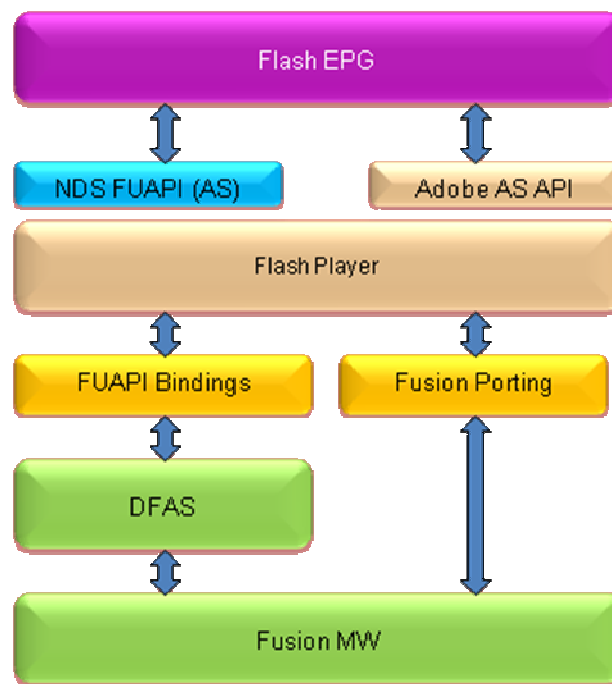 Flash EPG
NDS FUAPI (AS)
Adobe AS API
Flash Player
FUAPI Bindings
Fusion Porting
DFAS
Fusion MW